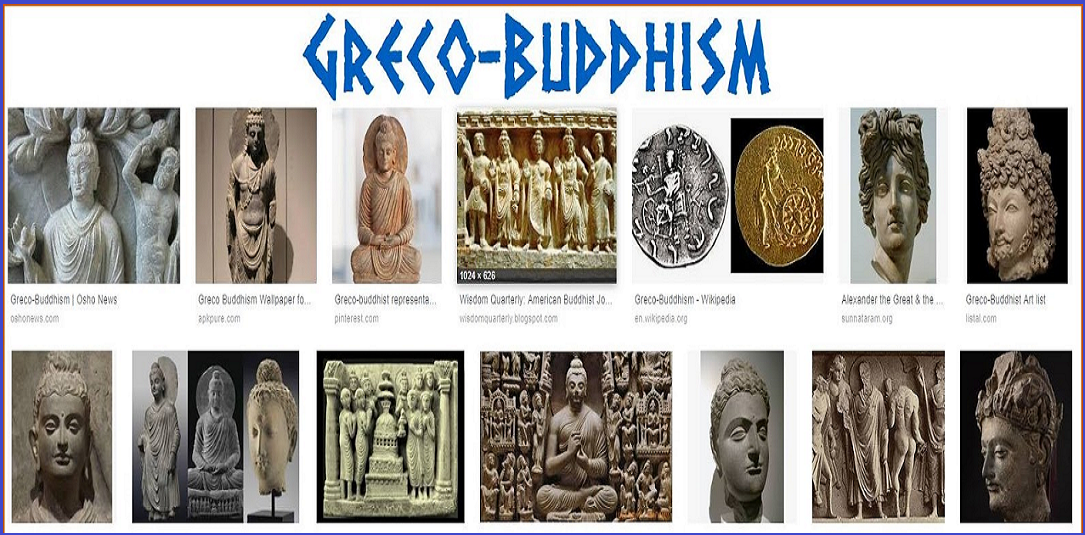 GRECO-BUDDHISM
1024 × 626
Greco-Buddhism | Osho News
oshonews.com
Greco Buddhism Wallpaper fo...
apkpure.com
Greco-buddhist representa...
pinterest.com
Wisdom Quarterly: American Buddhist Jo...
wisdomquarterly.blogspot.com
Greco-Buddhism - Wikipedia
en.wikipedia.org
Alexander the Great & the ...
sunnataram.org
Greco-Buddhist Art list
listal.com